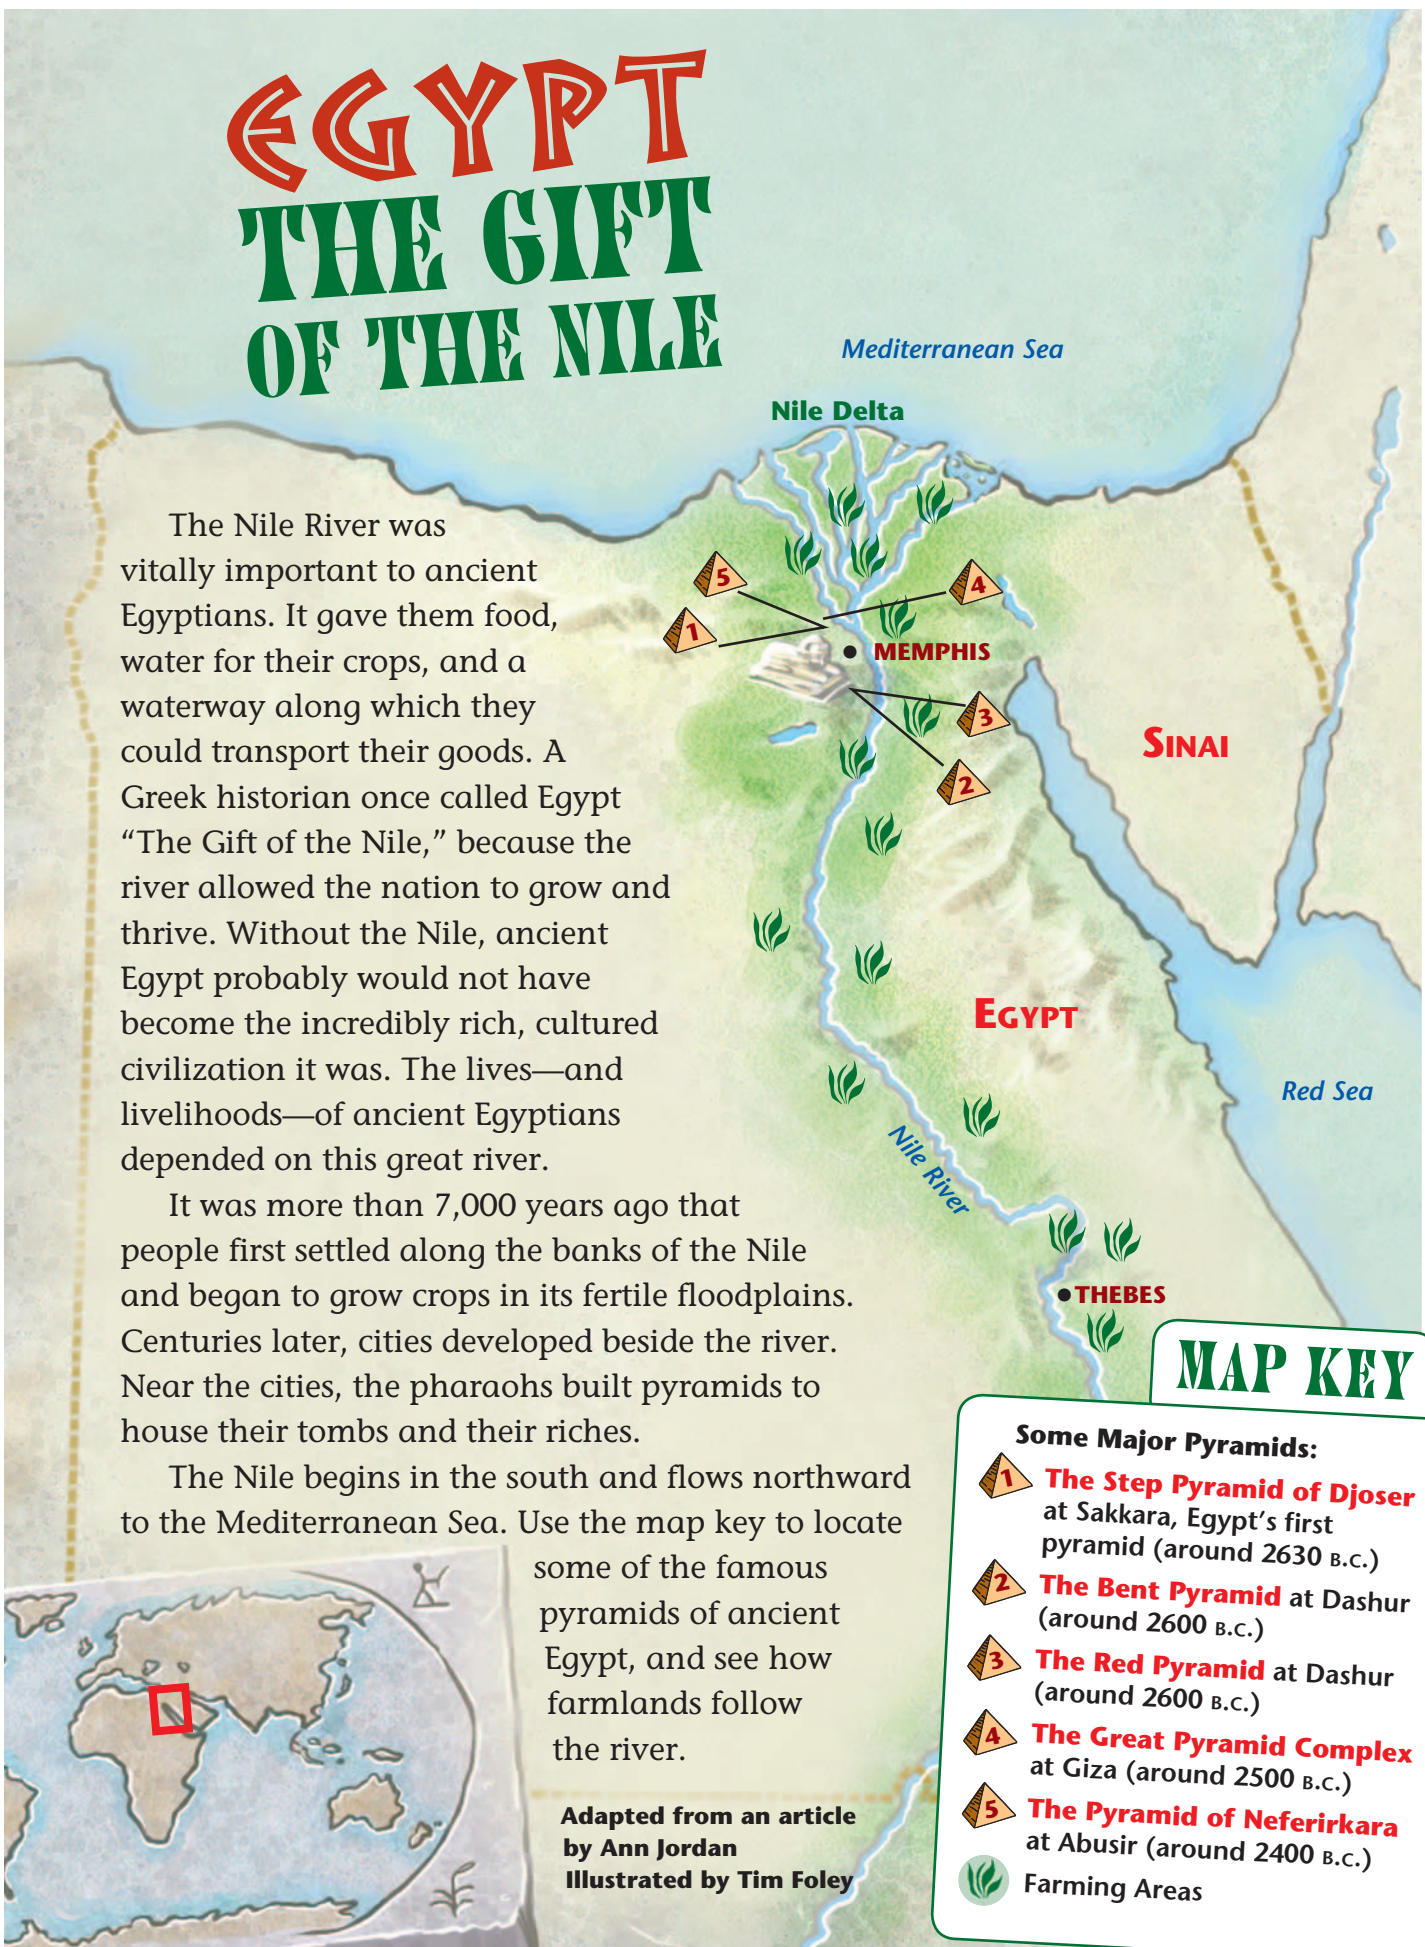 EGYPT
THE GIFT
OF THE NILE
Mediterranean Sea
Nile Delta
The Nile River was
vitally important to ancient
Egyptians. It gave them food,
water for their crops, and a
waterway along which they
could transport their goods. A
Greek historian once called Egypt
“The Gift of the Nile,” because the
river allowed the nation to grow and
thrive. Without the Nile, ancient
Egypt probably would not have
become the incredibly rich, cultured
civilization it was. The lives—and
livelihoods—of ancient Egyptians
depended on this great river.
It was more than 7,000 years ago that
people first settled along the banks of the Nile
and began to grow crops in its fertile floodplains.
Centuries later, cities developed beside the river.
Near the cities, the pharaohs built pyramids to
house their tombs and their riches.
The Nile begins in the south and flows northward
to the Mediterranean Sea. Use the map key to locate
some of the famous
pyramids of ancient
Egypt, and see how
farmlands follow
the river.
Adapted from an article
by Ann Jordan
Illustrated by Tim Foley
5
4
1
MEMPHIS
3
2
SINAI
EGYPT
Red Sea
Nile River
THEBES
MAP KEY
Some Major Pyramids:
1 The Step Pyramid of Djoser
at Sakkara, Egypt’s first
pyramid (around 2630 B.C.)
2 The Bent Pyramid at Dashur
(around 2600 B.C.)
3 The Red Pyramid at Dashur
(around 2600 B.C.)
4 The Great Pyramid Complex
at Giza (around 2500 B.C.)
5 The Pyramid of Neferirkara
at Abusir (around 2400 B.C.)
Farming Areas